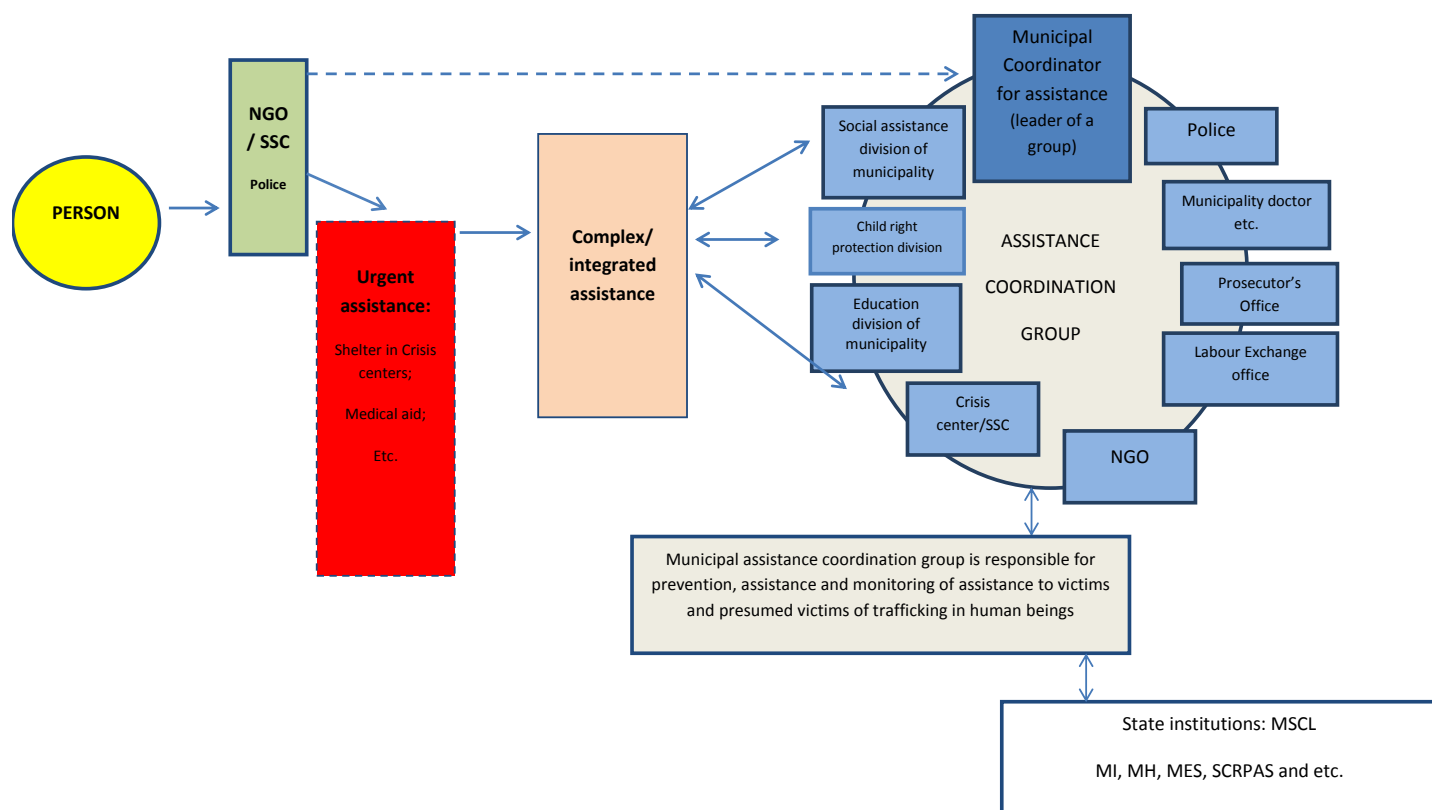 PERSON
NGO
/ SSC
Police
Urgent
assistance:
Shelter in Crisis
centers;
Medical aid;
Etc.
Complex/
integrated
assistance
Municipal
Coordinator
for assistance
(leader of a
group)
Social assistance
division of
municipality
Child right
protection division
Education
division of
municipality
Crisis
center/SSC
ASSISTANCE
COORDINATION
GROUP
Police
Municipality doctor
etc.
Prosecutor’s
Office
Labour Exchange
office
NGO
Municipal assistance coordination group is responsible for
prevention, assistance and monitoring of assistance to victims
and presumed victims of trafficking in human beings
State institutions: MSCL
MI, MH, MES, SCRPAS and etc.